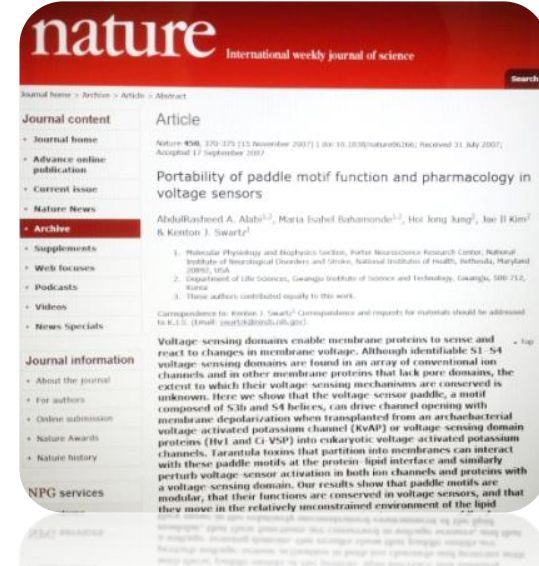 nature
International weekly journal of science
Search
Journal home > Archive > Article > Abstract
Journal content
Journal home
Advance online
publication
Current issue
Nature News
Archive
Supplements
Web focuses
Podcasts
Videos
News Specials
Journal information
About the journal
For authors
Online submission
Nature Awards
Nature history
NPG services
Article
Nature 450, 370-375 (15 November 2007) | doi:10.1038/nature06266; Received 31 July 2007;
Accepted 17 September 2007
Portability of paddle motif function and pharmacology in
voltage sensors
AbdulRasheed A. Alabi1,3, Maria Isabel Bahamonde1,3, Hoi Jong Jung2, Jae Il Kim2
& Kenton J. Swartz1
1. Molecular Physiology and Biophysics Section, Porter Neuroscience Research Center, National
Institute of Neurological Disorders and Stroke, National Institutes of Health, Bethesda, Maryland
20892, USA
2. Department of Life Sciences, Gwangju Institute of Science and Technology, Gwangju, 500-712,
Korea
3. These authors contributed equally to this work.
Correspondence to: Kenton J. Swartz1 Correspondence and requests for materials should be addressed
to K.J.S. (Email: swartzk@ninds.nih.gov).
Top
Voltage-sensing domains enable membrane proteins to sense and
react to changes in membrane voltage. Although identifiable S1-S4
voltage-sensing domains are found in an array of conventional ion
channels and in other membrane proteins that lack pore domains, the
extent to which their voltage-sensing mechanisms are conserved is
unknown. Here we show that the voltage-sensor paddle, a motif
composed of S3b and S4 helices, can drive channel opening with
membrane depolarization when transplanted from an archaebacterial
voltage-activated potassium channel (KvAP) or voltage-sensing domain
proteins (Hv1 and Ci-VSP) into eukaryotic voltage-activated potassium
channels. Tarantula toxins that partition into membranes can interact
with these paddle motifs at the protein-lipid interface and similarly
perturb voltage-sensor activation in both ion channels and proteins with
a voltage-sensing domain. Our results show that paddle motifs are
modular, that their functions are conserved in voltage sensors, and that
they move in the relatively unconstrained environment of the lipid